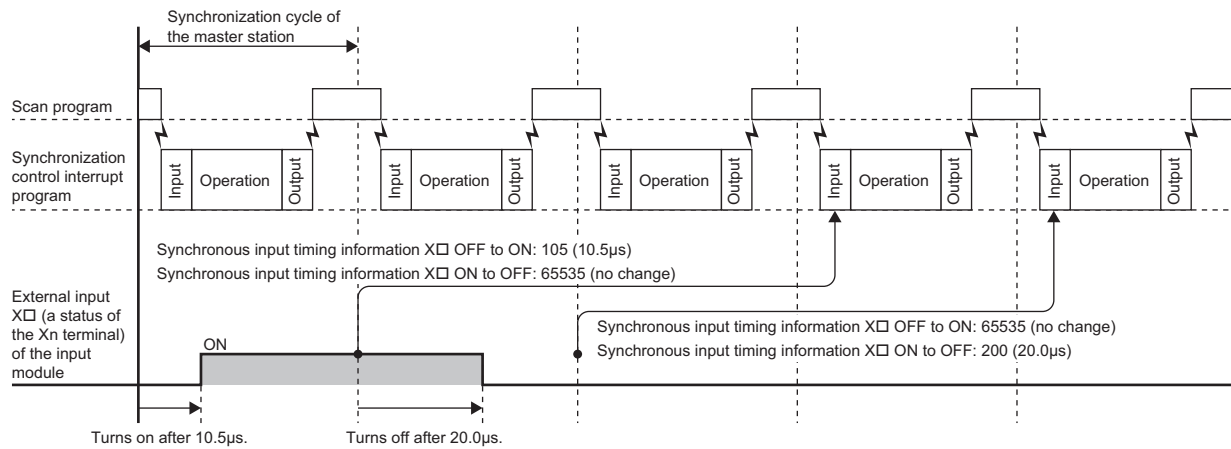 Synchronization cycle of
the master station
Scan program
Synchronization
control interrupt
program
Input
Operation
Output
Input
Operation
Output
Input
Operation
Output
Input
Operation
Output
Input
Operation
Output
Synchronous input timing information X□ OFF to ON: 105 (10.5μs)
Synchronous input timing information X□ ON to OFF: 65535 (no change)
External input
X□ (a status of
the Xn terminal)
of the input
module
ON
Synchronous input timing information X□ OFF to ON: 65535 (no change)
Synchronous input timing information X□ ON to OFF: 200 (20.0μs)
Turns on after 10.5μs.
Turns off after 20.0μs.